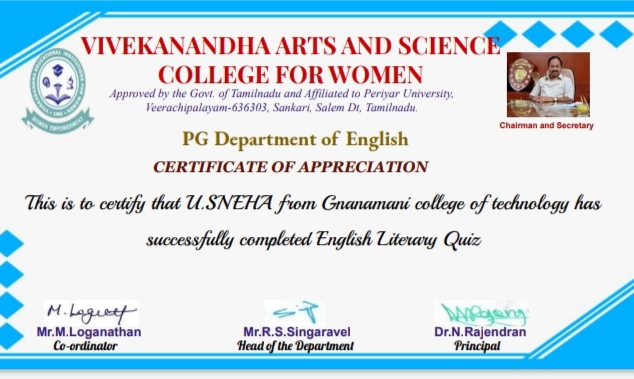 VIVEKANANDHA ARTS AND SCIENCE
COLLEGE FOR WOMEN
Approved by the Govt. of Tamilnadu and Affiliated to Periyar University,
Veerachipalayam-636303, Sankari, Salem Dt, Tamilnadu.
Chairman and Secretary
PG Department of English
CERTIFICATE OF APPRECIATION
This is to certify that U.SNEHA from Gnanamani college of technology has
successfully completed English Literary Quiz
Mr.M.Loganathan
Co-ordinator
Mr.R.S.Singaravel
Head of the Department
Dr.N.Rajendran
Principal
WOMEN EMPOWERMENT